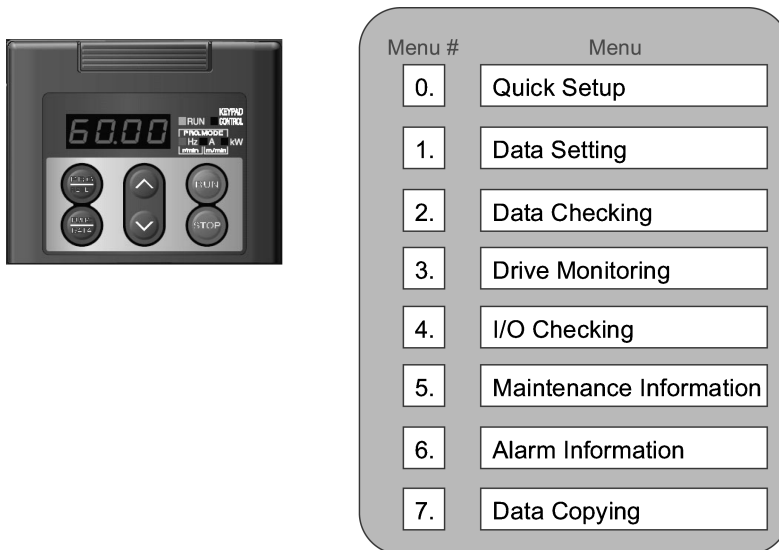 60.00
RUN
KEYPAD
CONTROL
PRG.MODE
Hz A kW
r/min m/min
RUN
STOP
Menu # Menu
0. Quick Setup
1. Data Setting
2. Data Checking
3. Drive Monitoring
4. I/O Checking
5. Maintenance Information
6. Alarm Information
7. Data Copying